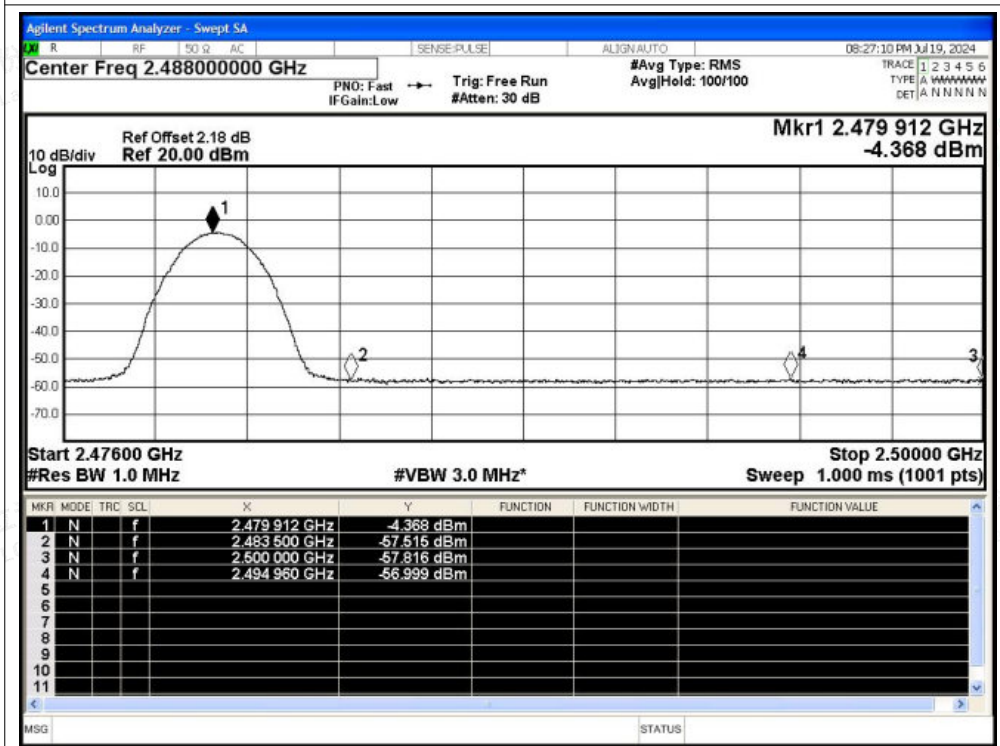 Agilent Spectrum Analyzer - Swept SA
LXI R RF 50 Ω AC SENSE:PULSE ALIGN AUTO 08:27:10 PM Jul 19, 2024
Center Freq 2.488000000 GHz #Avg Type: RMS TRACE 1 2 3 4 5 6
PNO: Fast Trig: Free Run Avg|Hold: 100/100 TYPE A WWWWW
IFGain:Low #Atten: 30 dB DET A N N N N N
Mkr1 2.479 912 GHz
-4.368 dBm
Ref Offset 2.18 dB
10 dB/div Ref 20.00 dBm
Log
10.0
1
0.00
-10.0
-20.0
-30.0
-40.0
-50.0
2 4 3
-60.0
-70.0
Start 2.47600 GHz Stop 2.50000 GHz
#Res BW 1.0 MHz #VBW 3.0 MHz* Sweep 1.000 ms (1001 pts)
MKR MODE TRC SCL X Y FUNCTION FUNCTION WIDTH FUNCTION VALUE
1 N f 2.479 912 GHz -4.368 dBm
2 N f 2.483 500 GHz -57.515 dBm
3 N f 2.500 000 GHz -57.816 dBm
4 N f 2.494 960 GHz -56.999 dBm
5
6
7
8
9
10
11
MSG STATUS